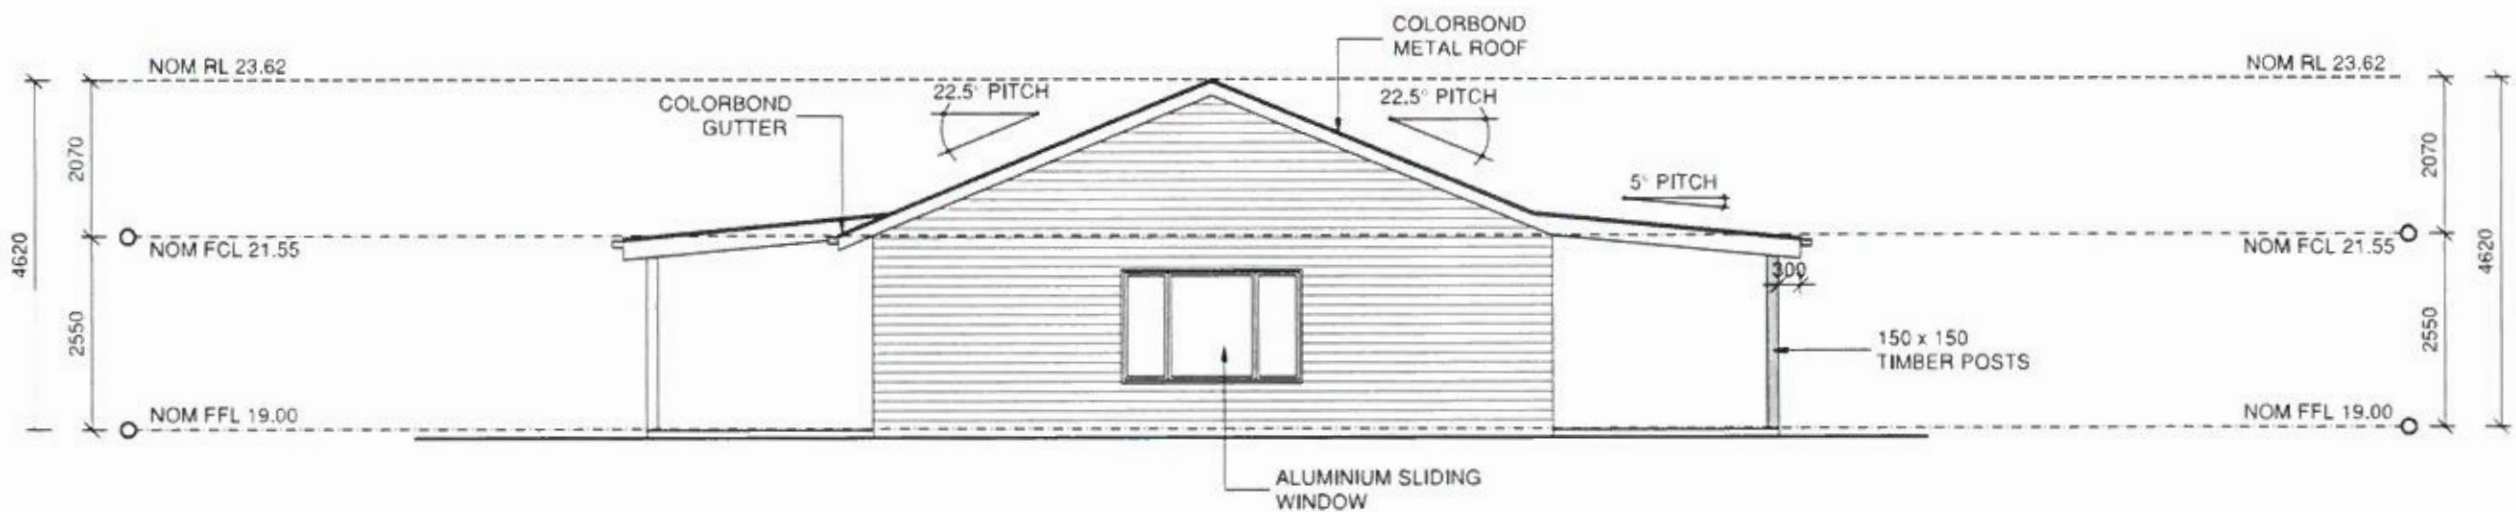 COLORBOND
METAL ROOF
NOM RL 23.62
NOM RL 23.62
COLORBOND
GUTTER
22.5° PITCH
22.5° PITCH
5° PITCH
2070
2070
4620
4620
NOM FCL 21.55
NOM FCL 21.55
300
2550
2550
150 x 150
TIMBER POSTS
NOM FFL 19.00
NOM FFL 19.00
ALUMINIUM SLIDING
WINDOW